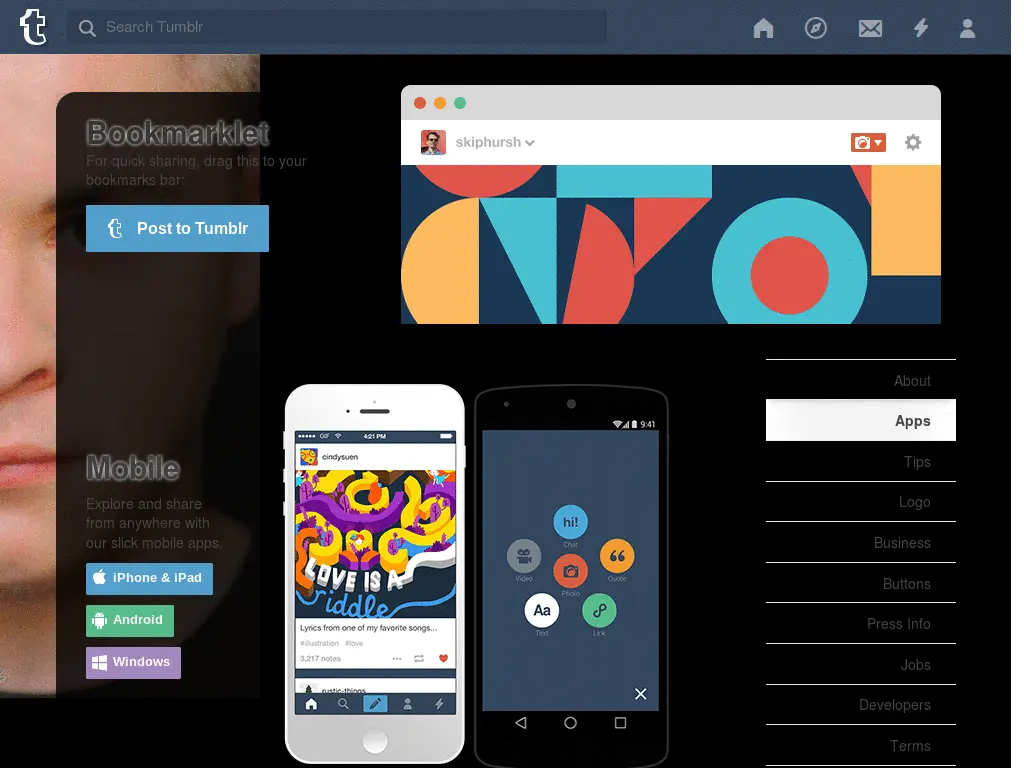 t
Search Tumblr
Bookmarklet
For quick sharing, drag this to your
bookmarks bar:
t Post to Tumblr
skiphursh
Mobile
Explore and share
from anywhere with
our slick mobile apps.
iPhone & iPad
Android
Windows
GIF 4:21 PM
cindysuen
LOVE IS A
riddle
Lyrics from one of my favorite songs...
#illustration #love
3,217 notes
rustic-things
9:41
hi!
Chat
Video
Quote
Photo
Aa
Text
Link
About
Apps
Tips
Logo
Business
Buttons
Press Info
Jobs
Developers
Terms